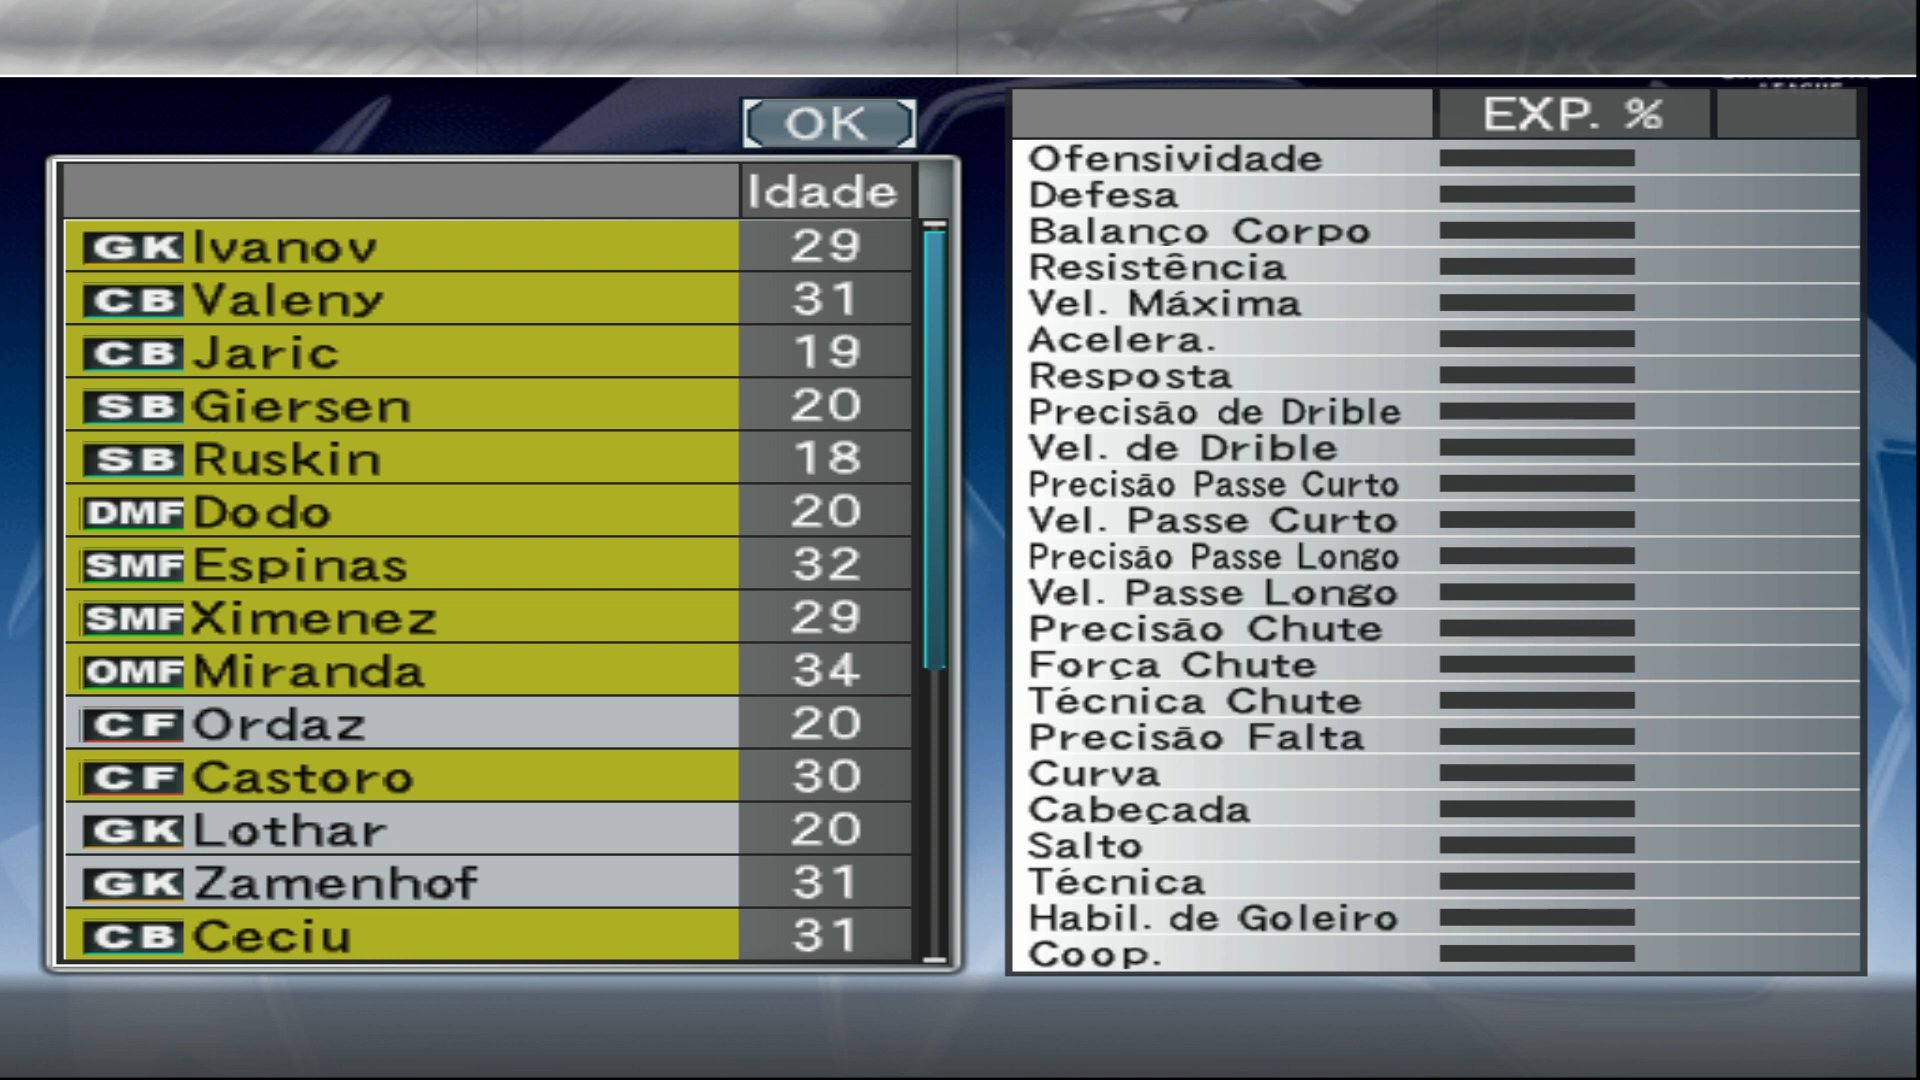 OK
Idade
GK Ivanov 29
CB Valeny 31
CB Jaric 19
SB Giersen 20
SB Ruskin 18
DMF Dodo 20
SMF Espinas 32
SMF Ximenez 29
OMF Miranda 34
CF Ordaz 20
CF Castoro 30
GK Lothar 20
GK Zamenhof 31
CB Ceciu 31
EXP. %
Ofensividade
Defesa
Balanço Corpo
Resistência
Vel. Máxima
Acelera.
Resposta
Precisão de Drible
Vel. de Drible
Precisão Passe Curto
Vel. Passe Curto
Precisão Passe Longo
Vel. Passe Longo
Precisão Chute
Força Chute
Técnica Chute
Precisão Falta
Curva
Cabeçada
Salto
Técnica
Habil. de Goleiro
Coop.